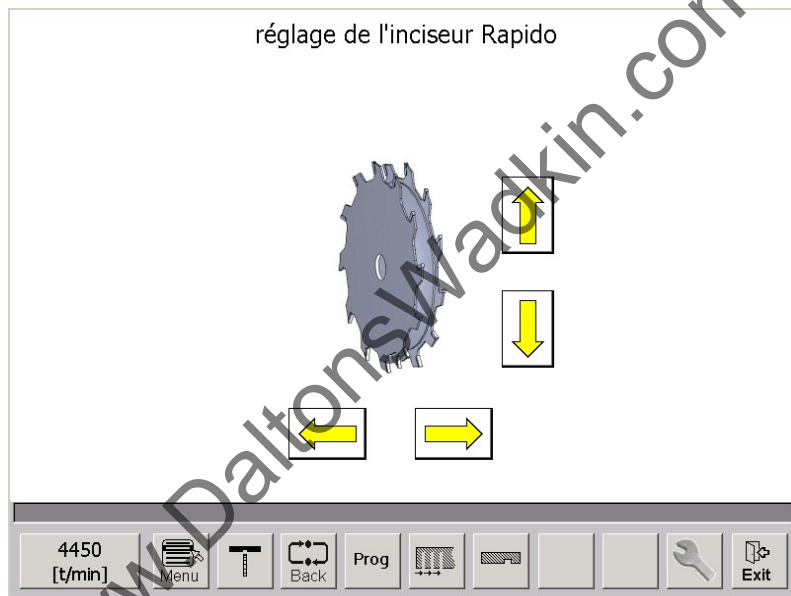 réglage de l'inciseur Rapido
4450
[t/min]
Menu
Back
Prog
Exit
www.DaltonsWadkin.com